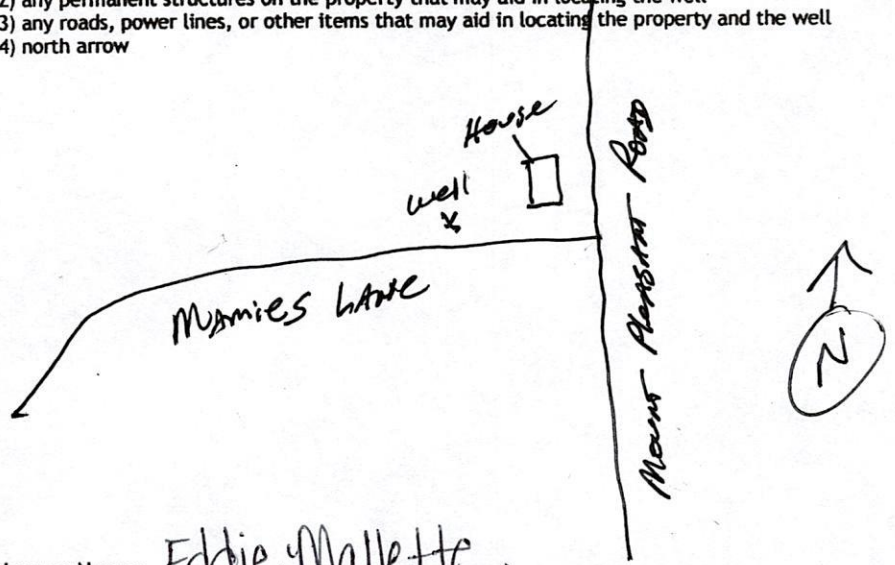 2) any permanent structures on the property that may aid in locating the well
3) any roads, power lines, or other items that may aid in locating the property and the well
4) north arrow
House
well
Mamies Lane
Mount Pleasant Road
N
Eddie Mallette